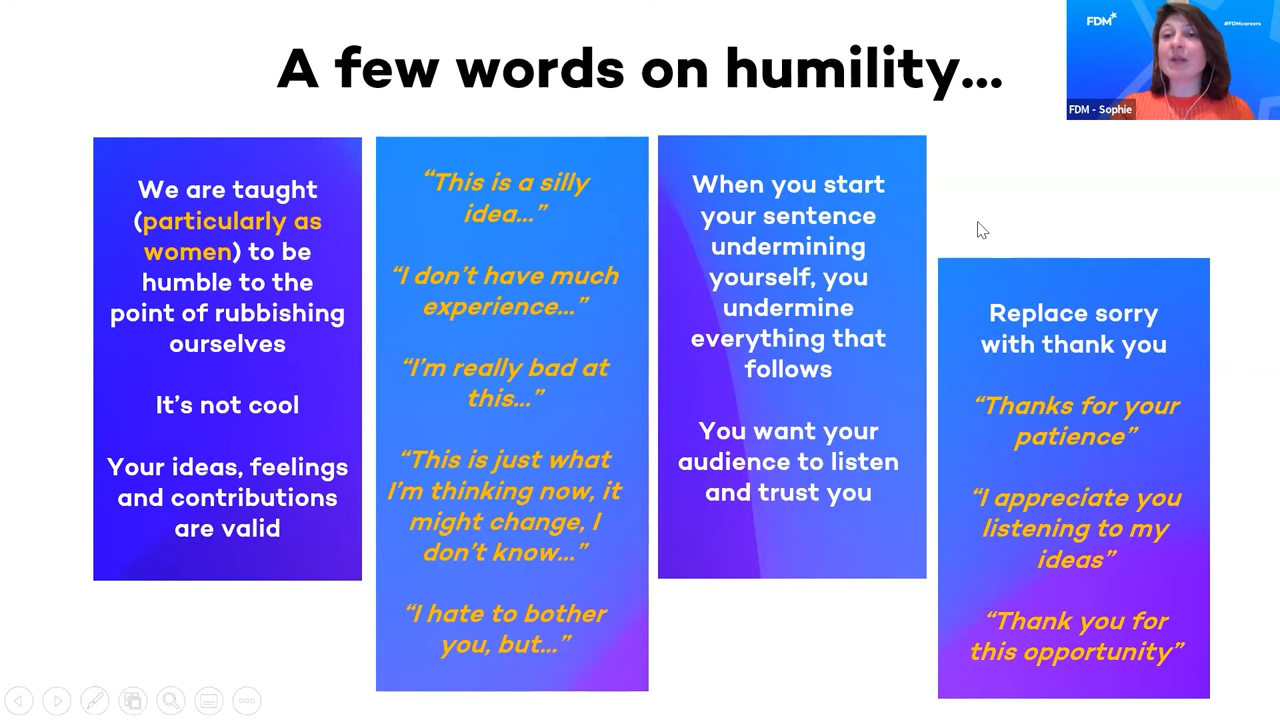 A few words on humility...
FDM
#FDMcareers
FDM - Sophie
We are taught
(particularly as
women) to be
humble to the
point of rubbishing
ourselves
It's not cool
Your ideas, feelings
and contributions
are valid
“This is a silly
idea...”
“I don't have much
experience...”
“I'm really bad at
this...”
“This is just what
I'm thinking now, it
might change, I
don't know...”
“I hate to bother
you, but...”
When you start
your sentence
undermining
yourself, you
undermine
everything that
follows
You want your
audience to listen
and trust you
Replace sorry
with thank you
“Thanks for your
patience”
“I appreciate you
listening to my
ideas”
“Thank you for
this opportunity”